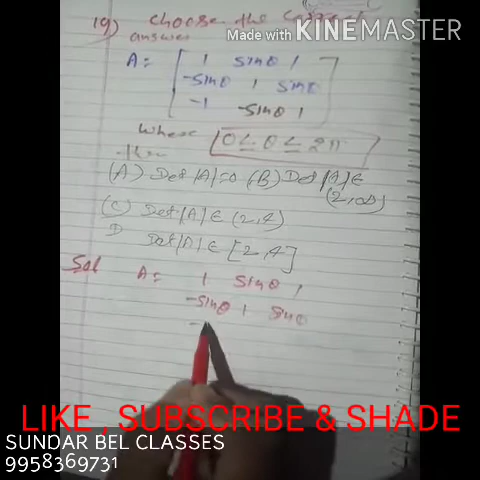 19) Choose the
answer
Made with KINEMASTER
A= [ 1 sinθ 1
-sinθ 1 sinθ
-1 -sinθ 1 ]
where 0 ≤ θ ≤ 2π
then
(A) Det|A|=0 (B) Det|A|∈
(2,∞)
(C) Det|A|∈(2,4)
D Det|A|∈[2,4]
Sol A= 1 sinθ 1
-sinθ 1 sinθ
-
LIKE , SUBSCRIBE & SHADE
SUNDAR BEL CLASSES
9958369731